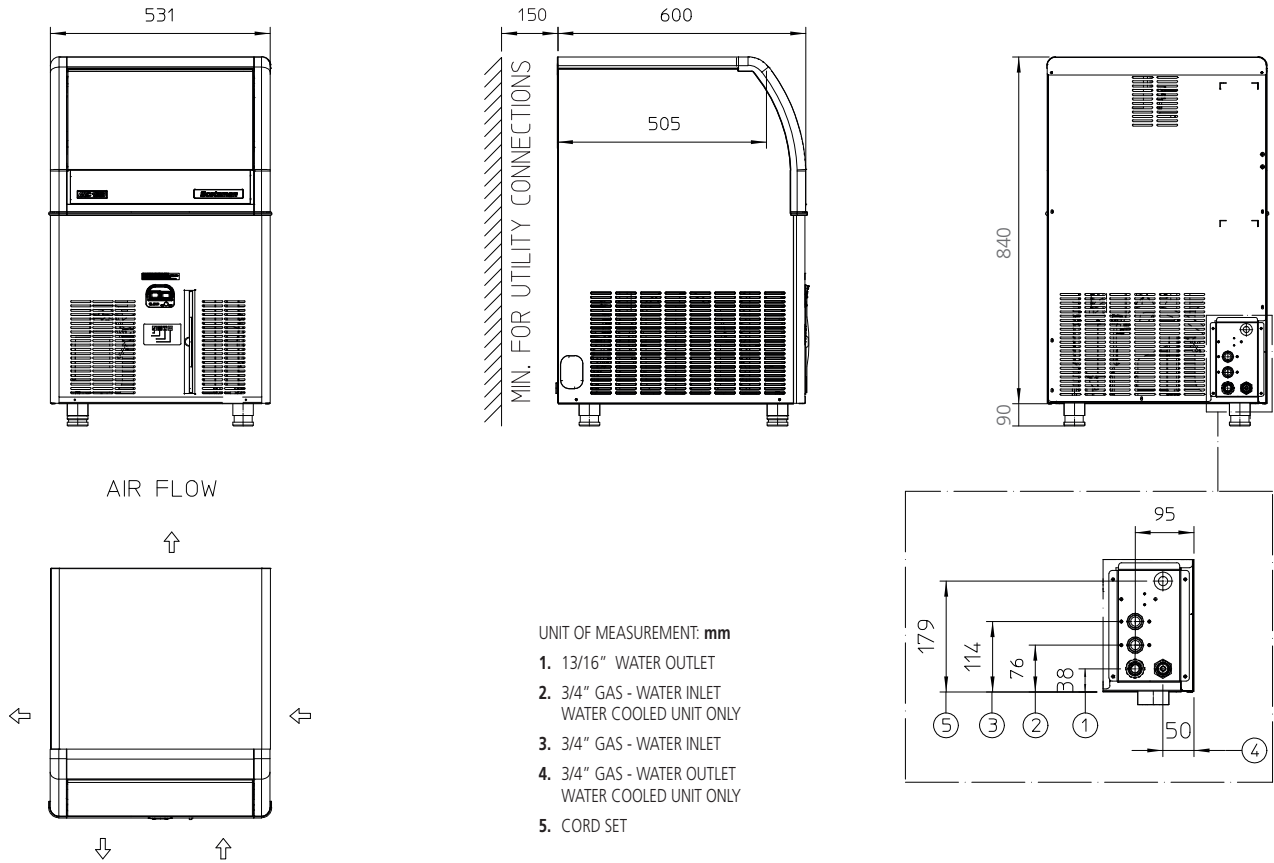 531
150
600
MIN. FOR UTILITY CONNECTIONS
505
840
90
AIR FLOW
UNIT OF MEASUREMENT: mm
1. 13/16” WATER OUTLET
2. 3/4” GAS - WATER INLET
WATER COOLED UNIT ONLY
3. 3/4” GAS - WATER INLET
4. 3/4” GAS - WATER OUTLET
WATER COOLED UNIT ONLY
5. CORD SET
95
179
114
76
38
5
3
2
1
50
4